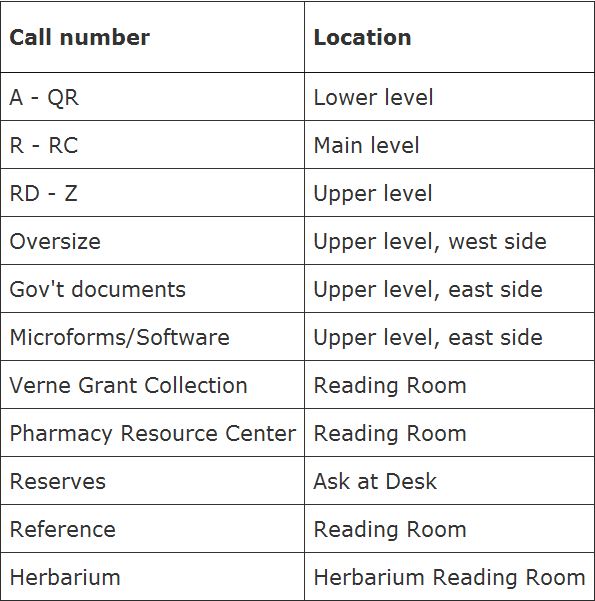 Call number Location
A - QR Lower level
R - RC Main level
RD - Z Upper level
Oversize Upper level, west side
Gov't documents Upper level, east side
Microforms/Software Upper level, east side
Verne Grant Collection Reading Room
Pharmacy Resource Center Reading Room
Reserves Ask at Desk
Reference Reading Room
Herbarium Herbarium Reading Room